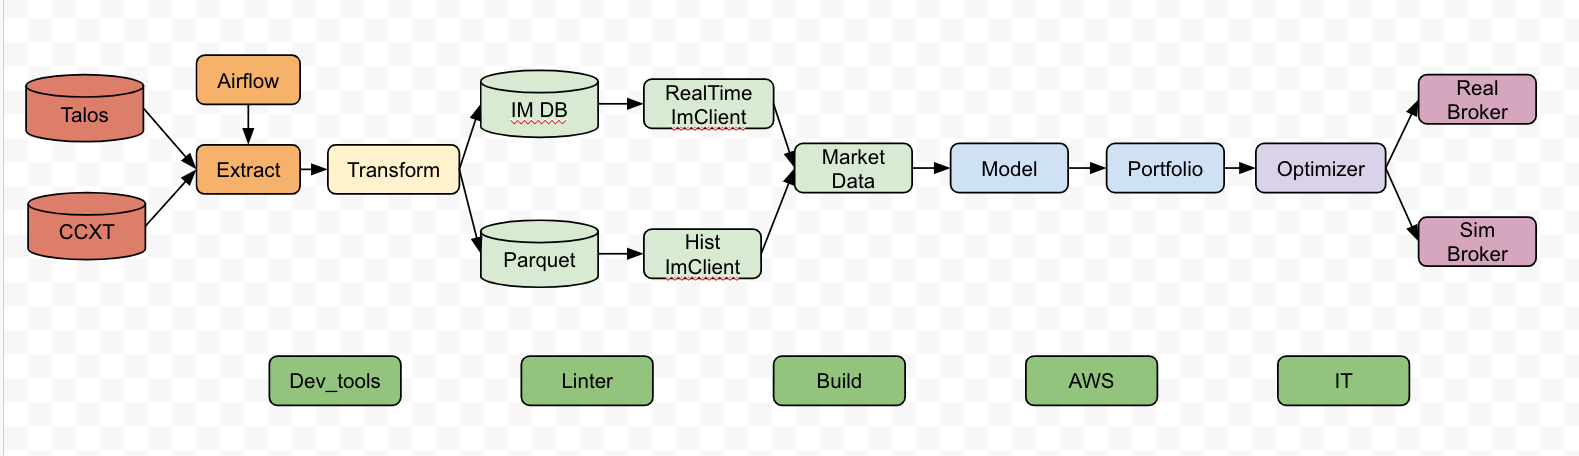 Talos
CCXT
Airflow
Extract
Transform
IM DB
Parquet
RealTime
ImClient
Hist
ImClient
Market
Data
Model
Portfolio
Optimizer
Real
Broker
Sim
Broker
Dev_tools
Linter
Build
AWS
IT